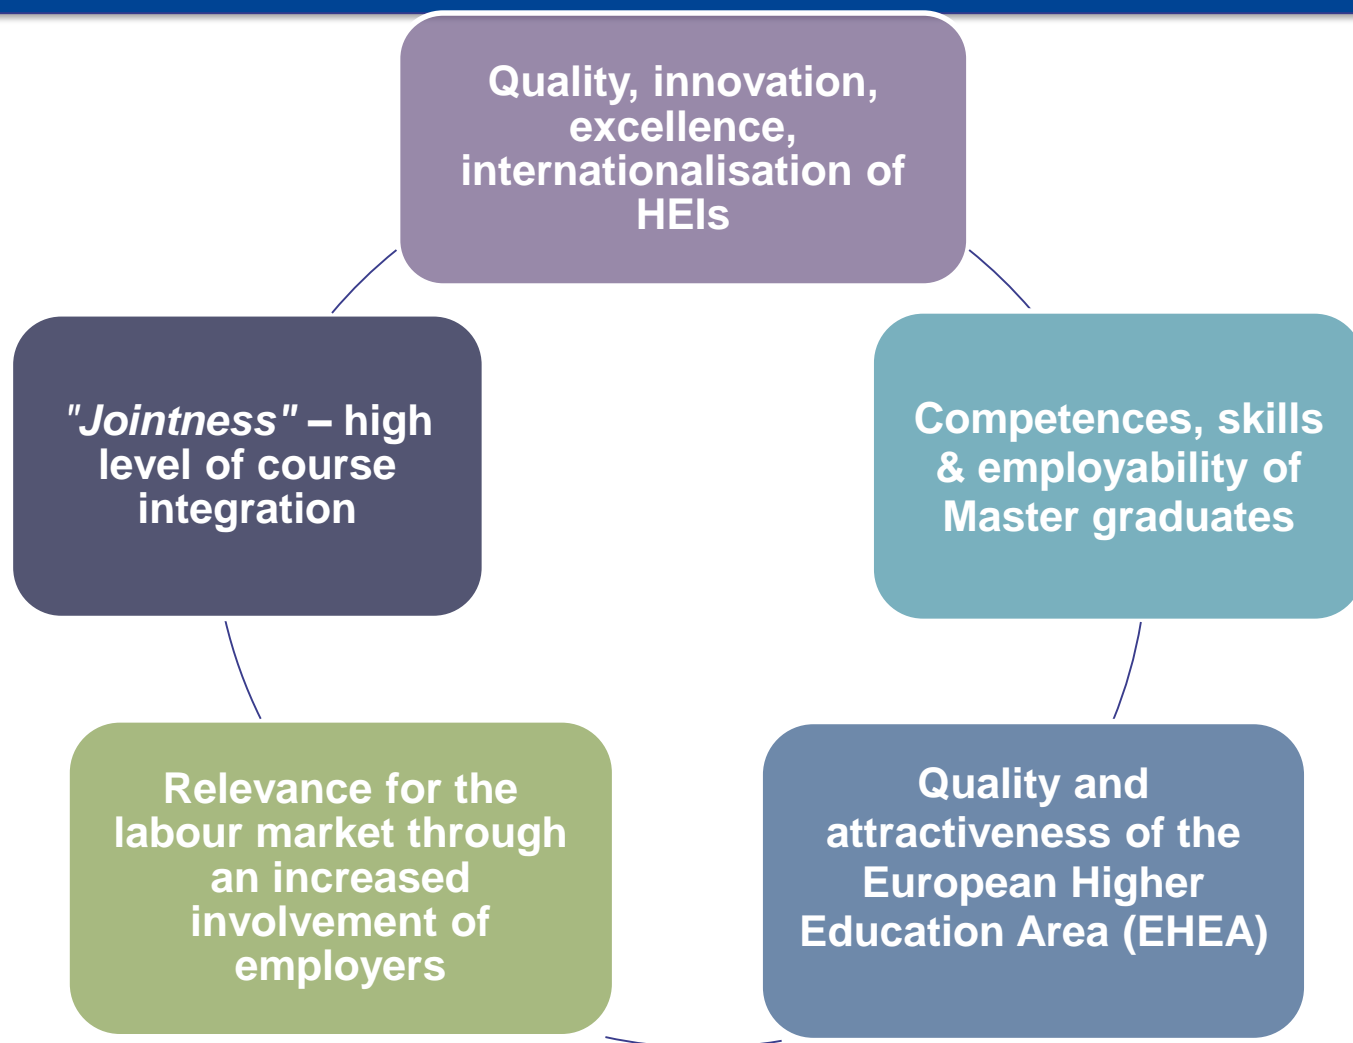 Quality, innovation,
excellence,
internationalisation of
HEIs
"Jointness" – high
level of course
integration
Competences, skills
& employability of
Master graduates
Relevance for the
labour market through
an increased
involvement of
employers
Quality and
attractiveness of the
European Higher
Education Area (EHEA)